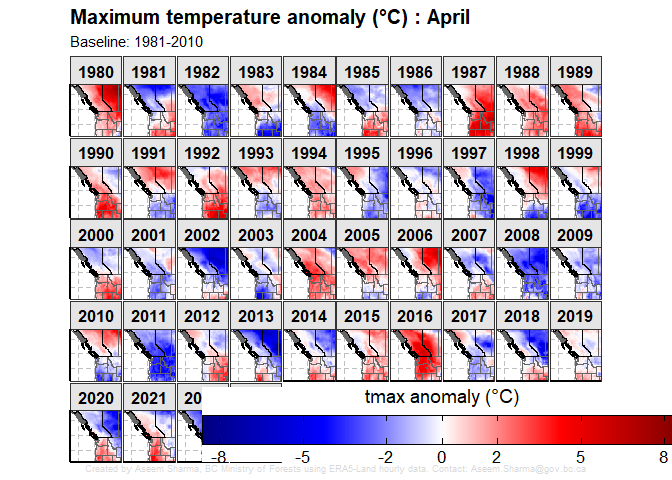 Maximum temperature anomaly (°C) : April
Baseline: 1981-2010
1980 1981 1982 1983 1984 1985 1986 1987 1988 1989
1990 1991 1992 1993 1994 1995 1996 1997 1998 1999
2000 2001 2002 2003 2004 2005 2006 2007 2008 2009
2010 2011 2012 2013 2014 2015 2016 2017 2018 2019
2020 2021
tmax anomaly (°C)
-8 -5 -2 0 2 5 8
Created by Aseem Sharma, BC Ministry of Forests using ERA5-Land hourly data. Contact: Aseem.Sharma@gov.bc.ca